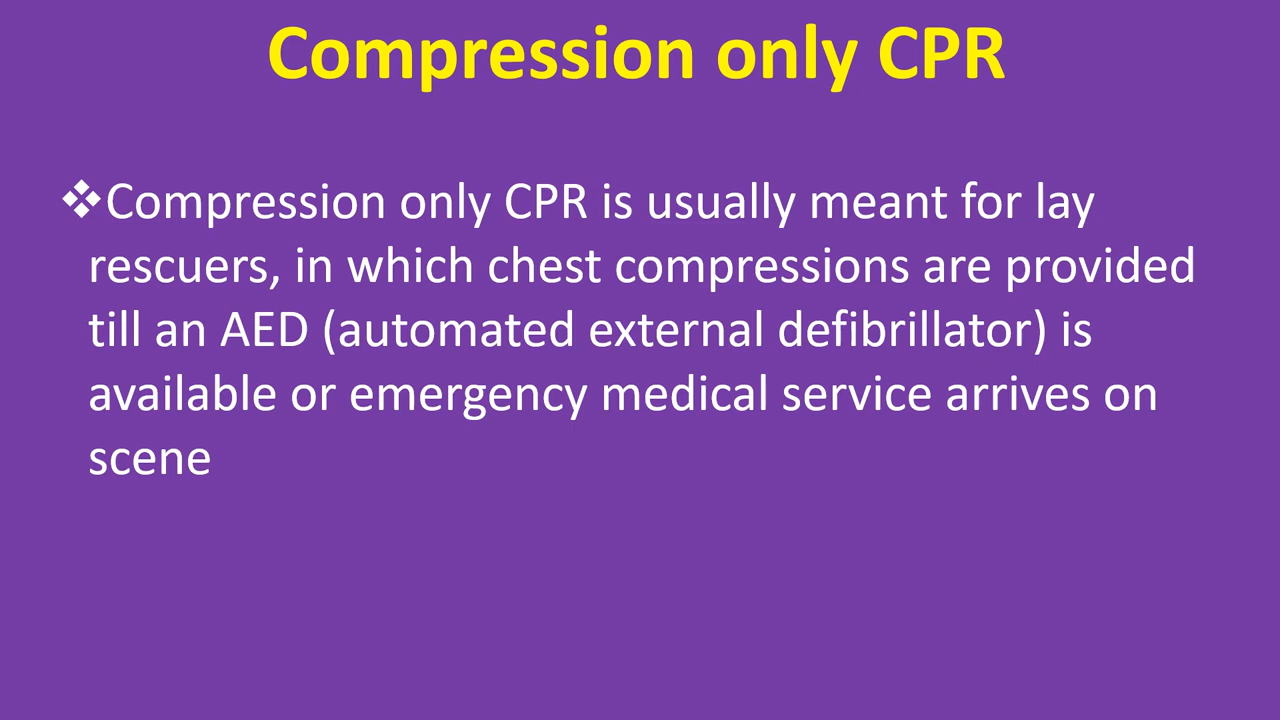 Compression only CPR
❖Compression only CPR is usually meant for lay
rescuers, in which chest compressions are provided
till an AED (automated external defibrillator) is
available or emergency medical service arrives on
scene